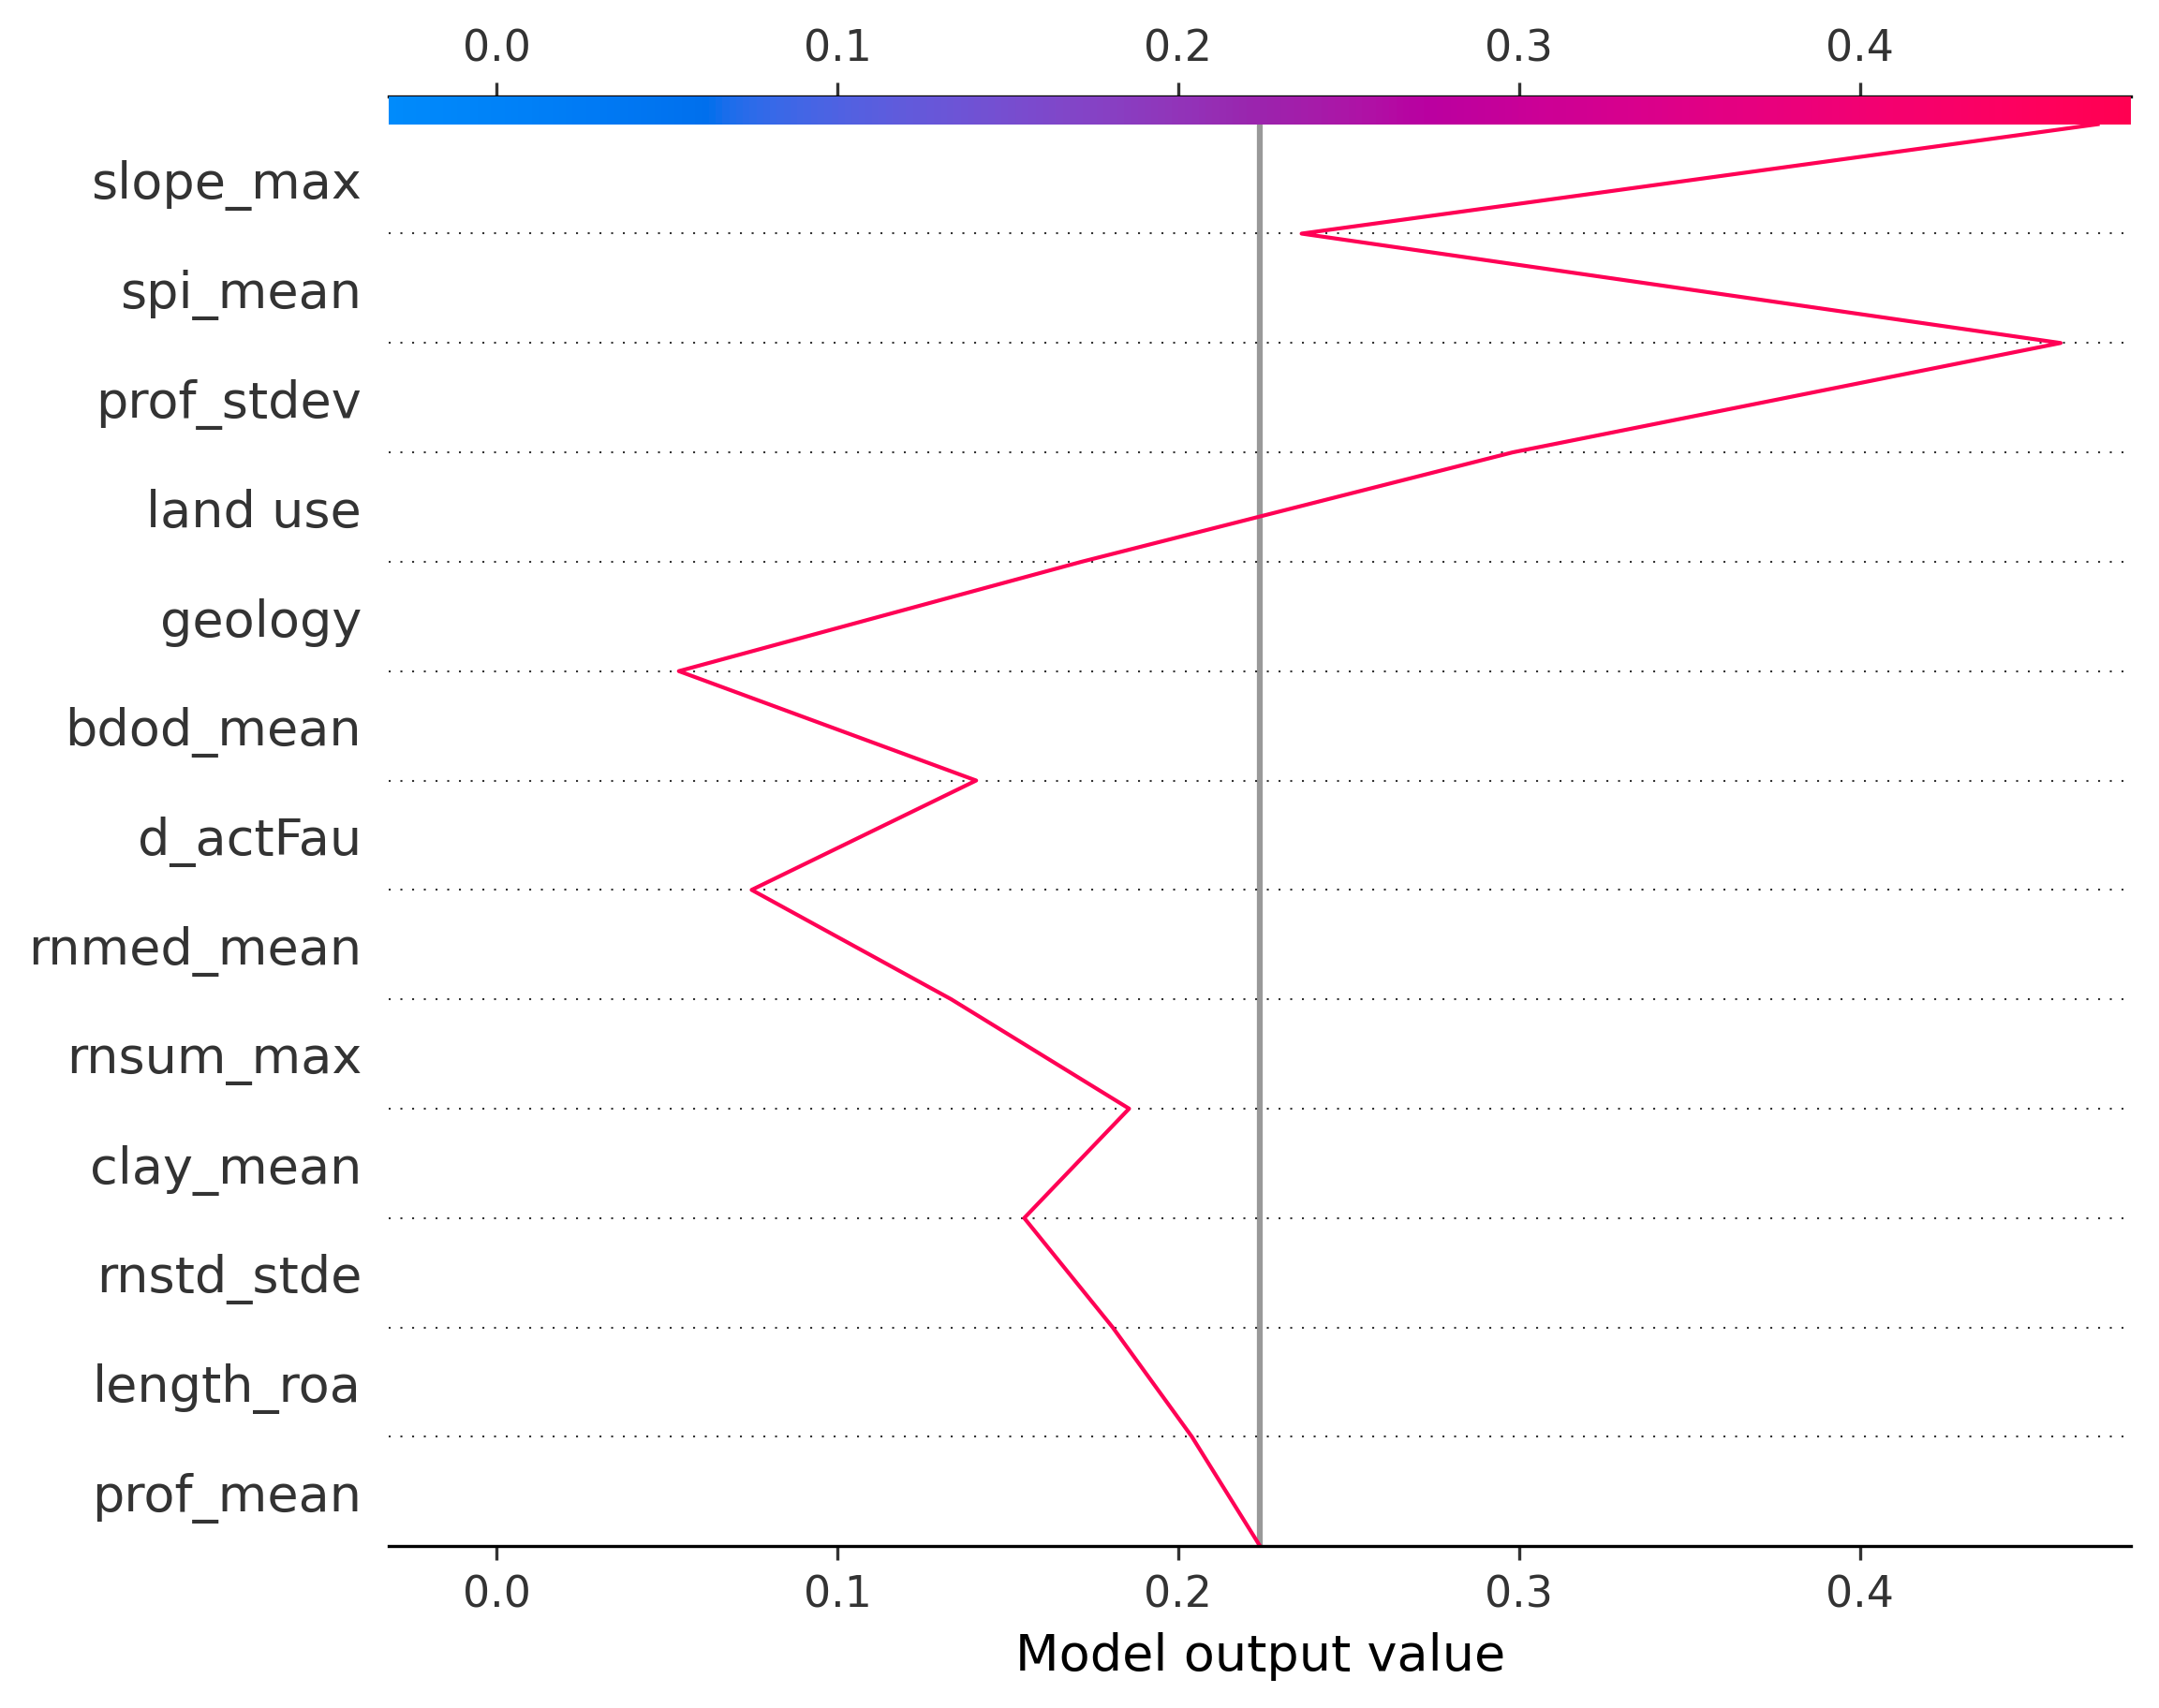 0.0 0.1 0.2 0.3 0.4
slope_max
spi_mean
prof_stdev
land use
geology
bdod_mean
d_actFau
rnmed_mean
rnsum_max
clay_mean
rnstd_stde
length_roa
prof_mean
0.0 0.1 0.2 0.3 0.4
Model output value